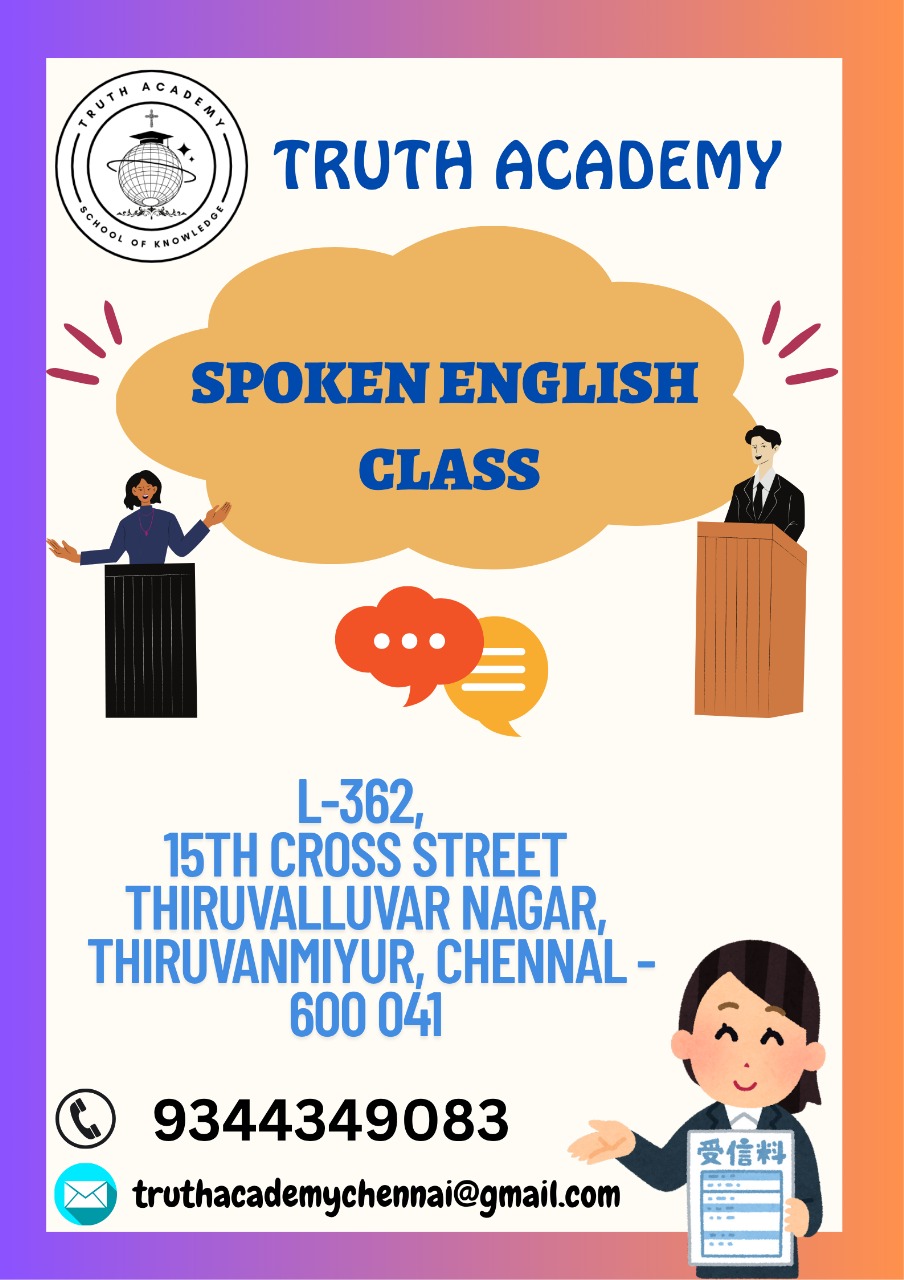 TRUTH ACADEMY
SCHOOL OF KNOWLEDGE
TRUTH ACADEMY
SPOKEN ENGLISH
CLASS
L-362,
15TH CROSS STREET
THIRUVALLUVAR NAGAR,
THIRUVANMIYUR, CHENNAL -
600 041
9344349083
truthacademychennai@gmail.com
受信料